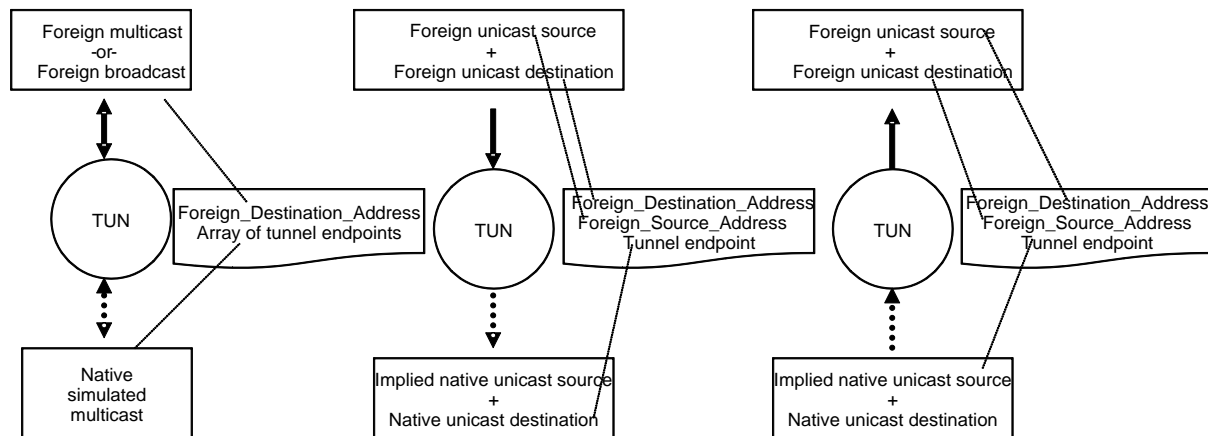 Foreign multicast
-or-
Foreign broadcast
TUN
Foreign_Destination_Address
Array of tunnel endpoints
Native
simulated
multicast
Foreign unicast source
+
Foreign unicast destination
TUN
Foreign_Destination_Address
Foreign_Source_Address
Tunnel endpoint
Implied native unicast source
+
Native unicast destination
Foreign unicast source
+
Foreign unicast destination
TUN
Foreign_Destination_Address
Foreign_Source_Address
Tunnel endpoint
Implied native unicast source
+
Native unicast destination